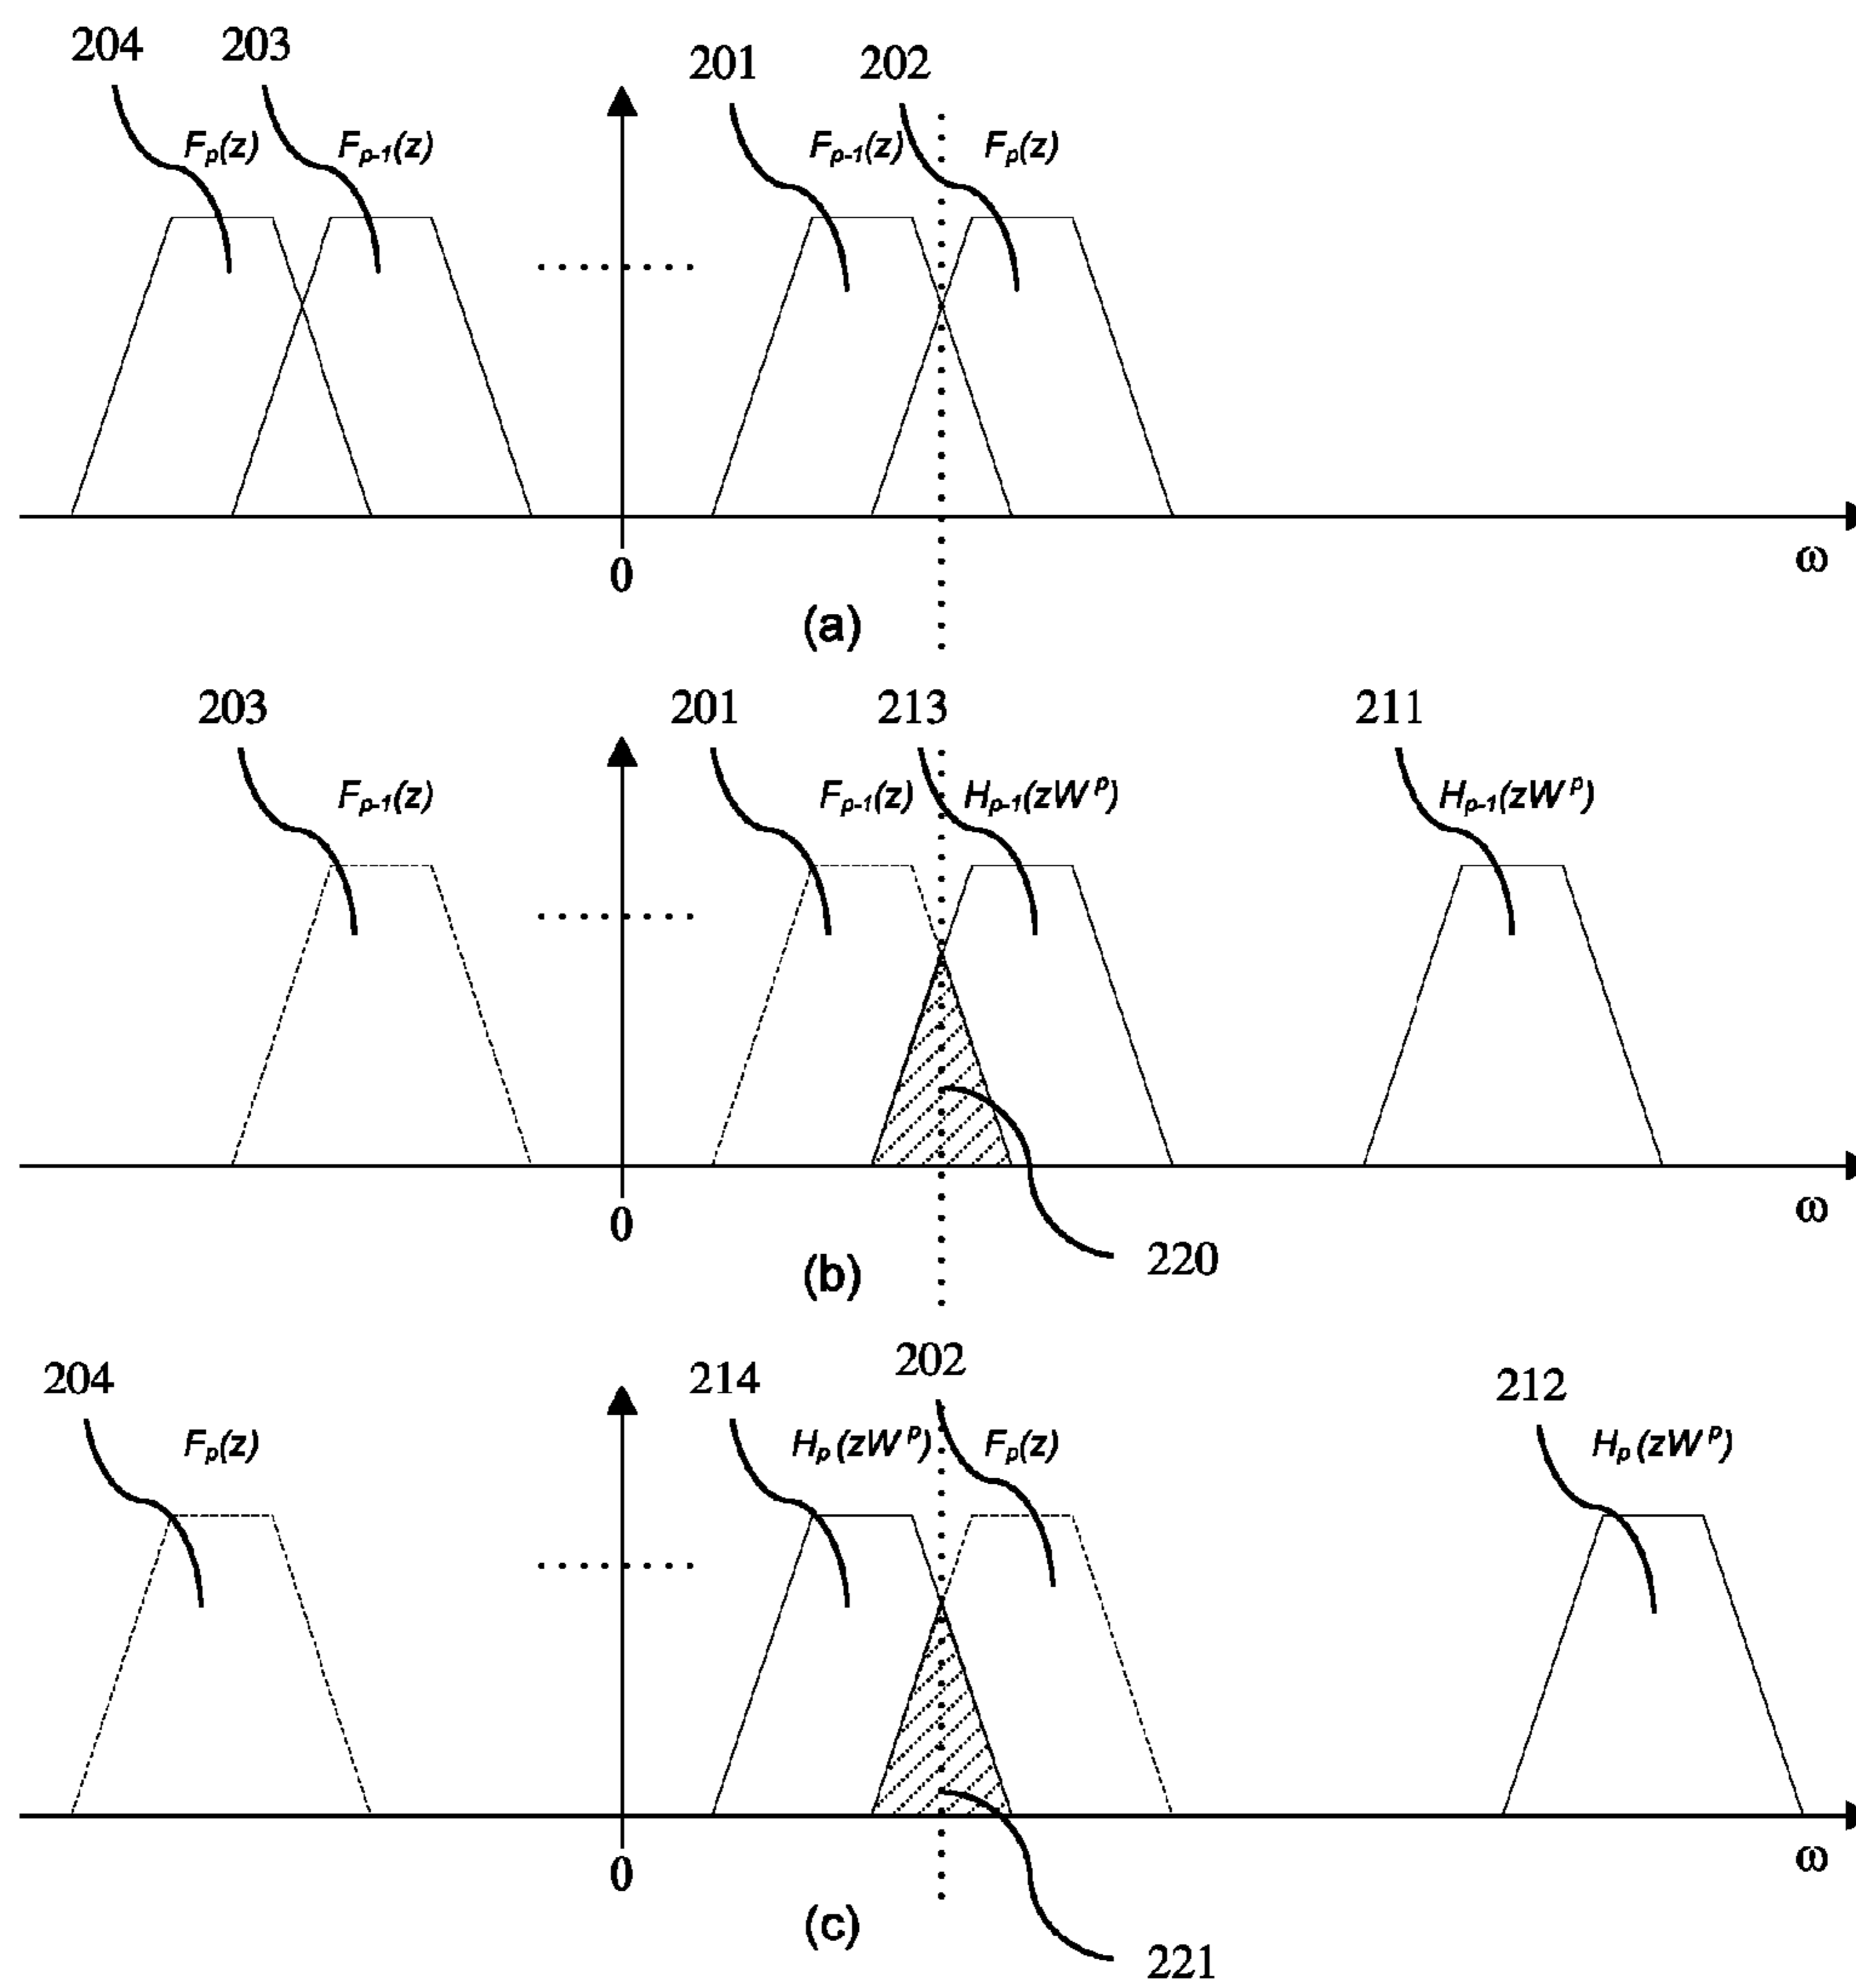 204 203 201 202
Fp(z) Fp-1(z) Fp-1(z) Fp(z)
0 ω
(a)
203 201 213 211
Fp-1(z) Fp-1(z) Hp-1(zW^p) Hp-1(zW^p)
0 ω
220
(b)
204 214 202 212
Fp(z) Hp(zW^p) Fp(z) Hp(zW^p)
0 ω
(c)
221